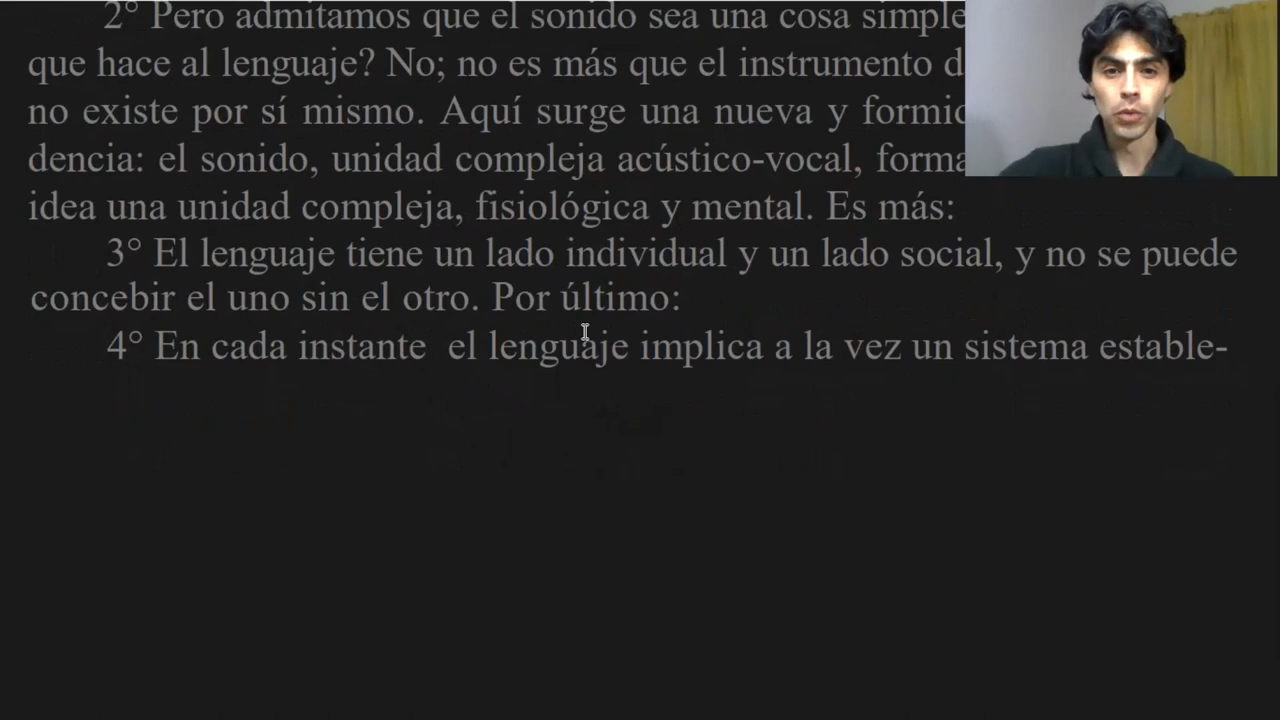 2° Pero admitamos que el sonido sea una cosa simple
que hace al lenguaje? No; no es más que el instrumento d
no existe por sí mismo. Aquí surge una nueva y formid
dencia: el sonido, unidad compleja acústico-vocal, forma
idea una unidad compleja, fisiológica y mental. Es más:
3° El lenguaje tiene un lado individual y un lado social, y no se puede
concebir el uno sin el otro. Por último:
4° En cada instante  el lenguaje implica a la vez un sistema estable-